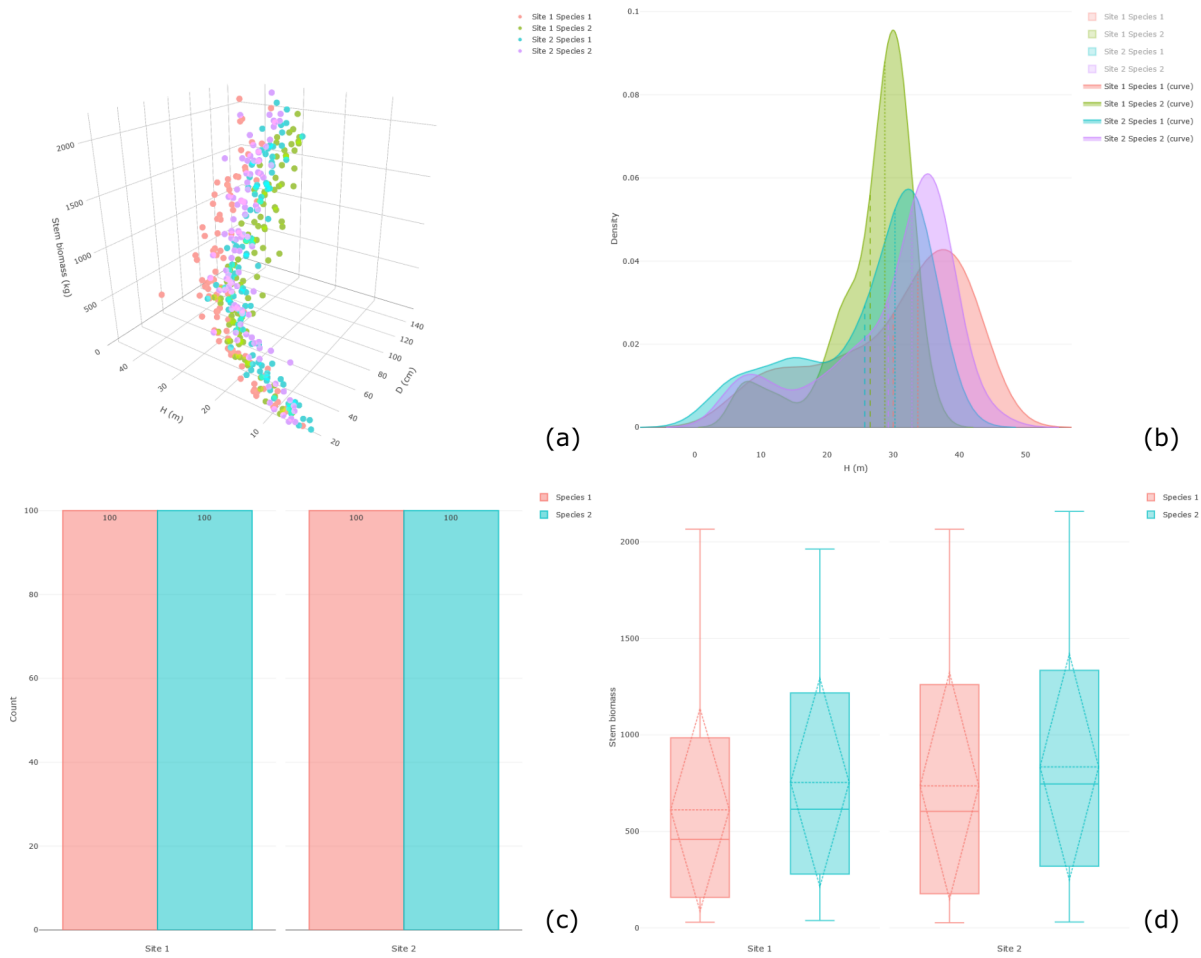 Site 1 Species 1
Site 1 Species 2
Site 2 Species 1
Site 2 Species 2
2000
1500
1000
500
0
Stem biomass (kg)
40
30
20
10
H (m)
140
120
100
80
60
40
20
D (cm)
(a)
0.1
0.08
0.06
0.04
0.02
0
Density
0
10
20
30
40
50
H (m)
Site 1 Species 1
Site 1 Species 2
Site 2 Species 1
Site 2 Species 2
Site 1 Species 1 (curve)
Site 1 Species 2 (curve)
Site 2 Species 1 (curve)
Site 2 Species 2 (curve)
(b)
Species 1
Species 2
100
80
60
40
20
0
Count
100
100
100
100
Site 1
Site 2
(c)
Species 1
Species 2
2000
1500
1000
500
0
Stem biomass
Site 1
Site 2
(d)